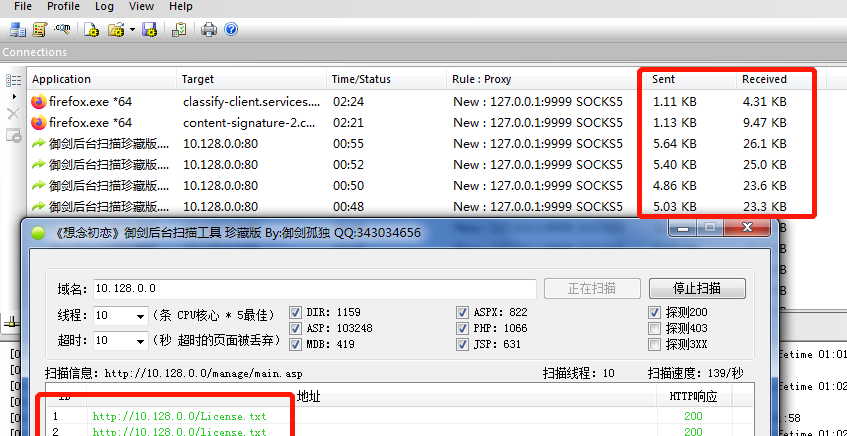 File Profile Log View Help
Connections
Application Target Time/Status Rule : Proxy Sent Received
firefox.exe *64 classify-client.services.... 02:24 New : 127.0.0.1:9999 SOCKS5 1.11 KB 4.31 KB
firefox.exe *64 content-signature-2.c... 02:21 New : 127.0.0.1:9999 SOCKS5 1.13 KB 9.47 KB
御剑后台扫描珍藏版.... 10.128.0.0:80 00:55 New : 127.0.0.1:9999 SOCKS5 5.64 KB 26.1 KB
御剑后台扫描珍藏版.... 10.128.0.0:80 00:52 New : 127.0.0.1:9999 SOCKS5 5.40 KB 25.0 KB
御剑后台扫描珍藏版.... 10.128.0.0:80 00:50 New : 127.0.0.1:9999 SOCKS5 4.86 KB 23.6 KB
御剑后台扫描珍藏版.... 10.128.0.0:80 00:48 New : 127.0.0.1:9999 SOCKS5 5.03 KB 23.3 KB
《想念初恋》御剑后台扫描工具 珍藏版 By:御剑孤独 QQ:343034656
域名: 10.128.0.0 正在扫描 停止扫描
线程: 10 (条 CPU核心 * 5最佳) DIR: 1159 ASPX: 822 探测200
ASP: 103248 PHP: 1066 探测403
超时: 10 (秒 超时的页面被丢弃) MDB: 419 JSP: 631 探测3XX
扫描信息: http://10.128.0.0/manage/main.asp 扫描线程: 10 扫描速度: 139/秒
ID 地址 HTTP响应
1 http://10.128.0.0/License.txt 200
2 http://10.128.0.0/License.txt 200